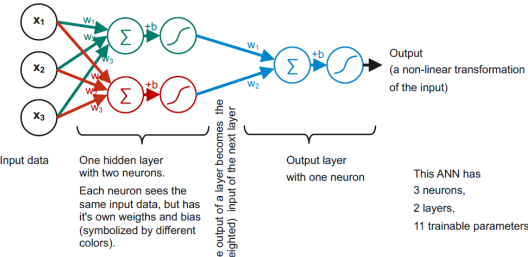 x1
x2
x3
w1
w2
w3
w
w
w3
Σ
+b
Σ
+b
w1
w2
Σ
+b
Output
(a non-linear transformation
of the input)
Input data
One hidden layer
with two neurons.
Each neuron sees the
same input data, but has
it's own weigths and bias
(symbolized by different
colors).
e output of a layer becomes the
eighted) input of the next layer
Output layer
with one neuron
This ANN has
3 neurons,
2 layers,
11 trainable parameters